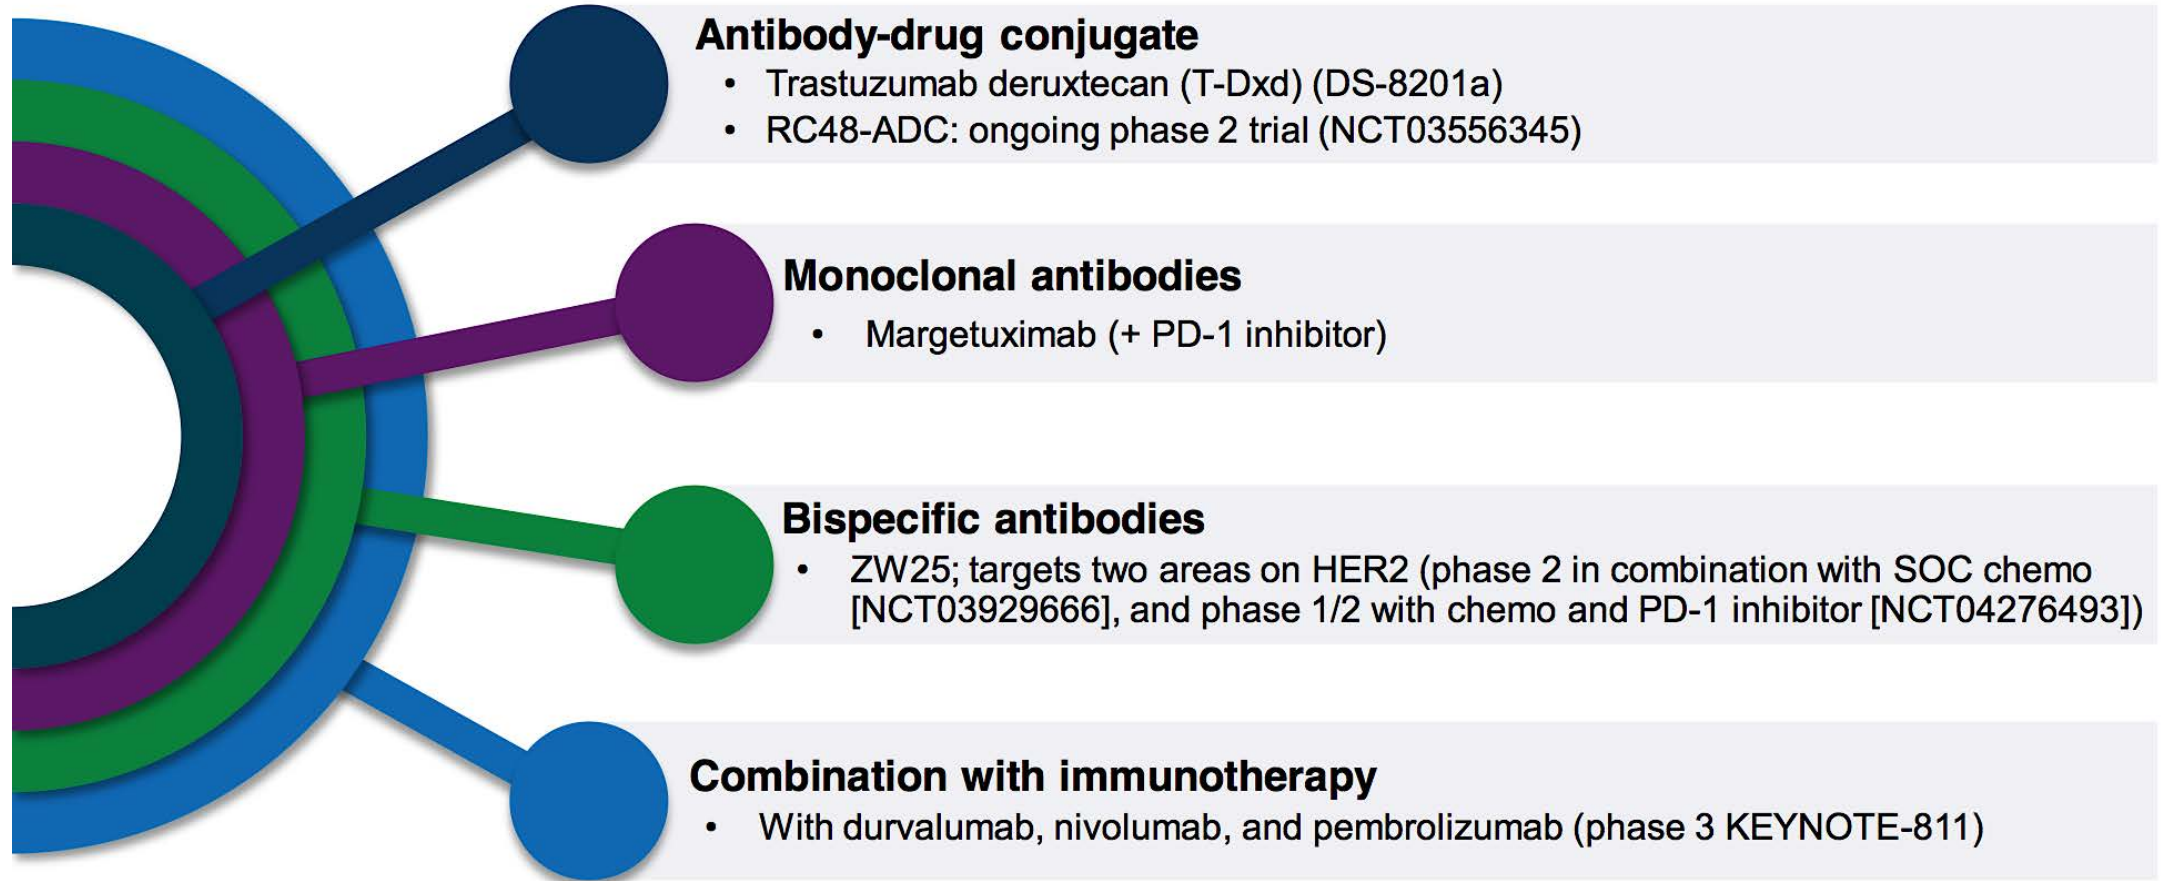 Antibody-drug conjugate
• Trastuzumab deruxtecan (T-Dxd) (DS-8201a)
• RC48-ADC: ongoing phase 2 trial (NCT03556345)
Monoclonal antibodies
• Margetuximab (+ PD-1 inhibitor)
Bispecific antibodies
• ZW25; targets two areas on HER2 (phase 2 in combination with SOC chemo
[NCT03929666], and phase 1/2 with chemo and PD-1 inhibitor [NCT04276493])
Combination with immunotherapy
• With durvalumab, nivolumab, and pembrolizumab (phase 3 KEYNOTE-811)